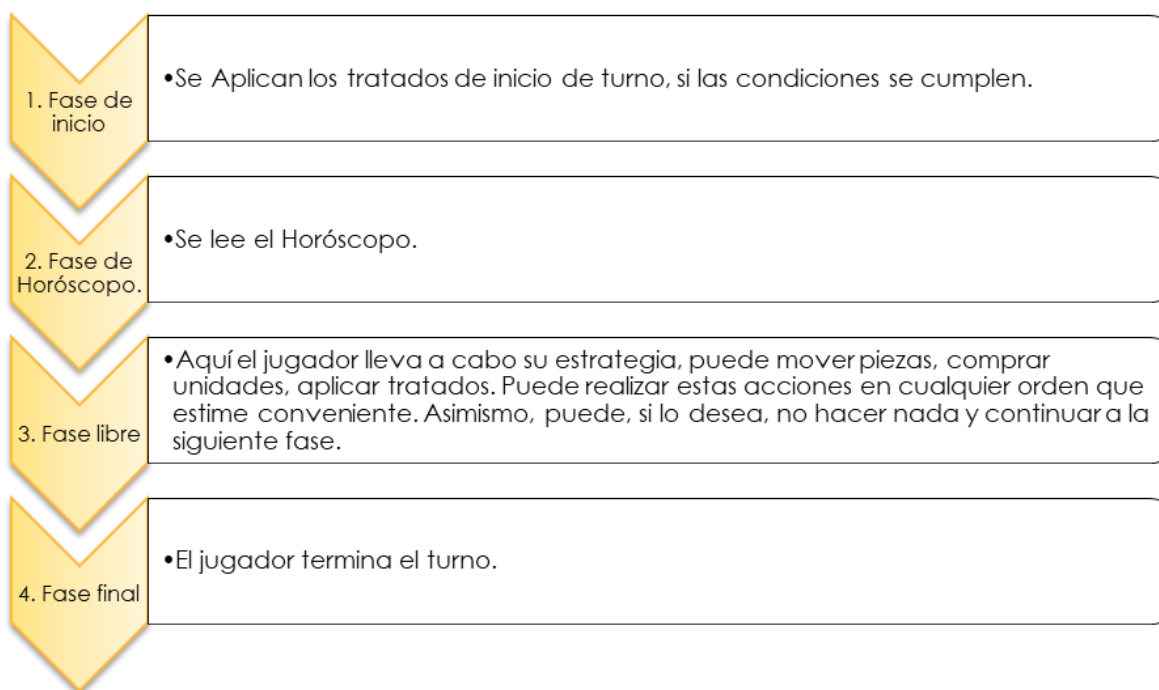 1. Fase de
inicio
•Se Aplican los tratados de inicio de turno, si las condiciones se cumplen.
2. Fase de
Horóscopo.
•Se lee el Horóscopo.
3. Fase libre
•Aquí el jugador lleva a cabo su estrategia, puede mover piezas, comprar
unidades, aplicar tratados. Puede realizar estas acciones en cualquier orden que
estime conveniente. Asimismo, puede, si lo desea, no hacer nada y continuar a la
siguiente fase.
4. Fase final
•El jugador termina el turno.